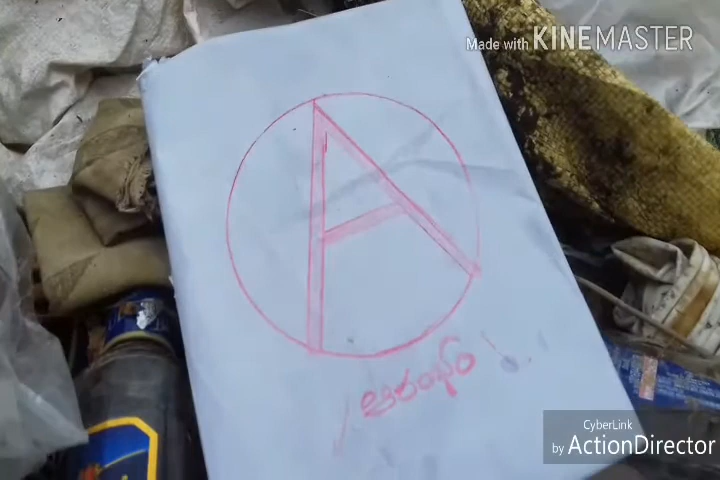 Made with KINEMASTER
A
ఆరంభం!..
CyberLink
by ActionDirector